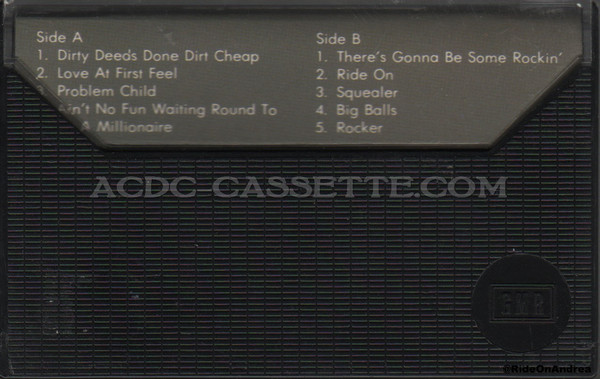 Side A
1. Dirty Deeds Done Dirt Cheap
2. Love At First Feel
3. Problem Child
Ain't No Fun Waiting Round To
A Millionaire
Side B
1. There's Gonna Be Some Rockin'
2. Ride On
3. Squealer
4. Big Balls
5. Rocker
ACDC-CASSETTE.COM
@RideOnAndrea